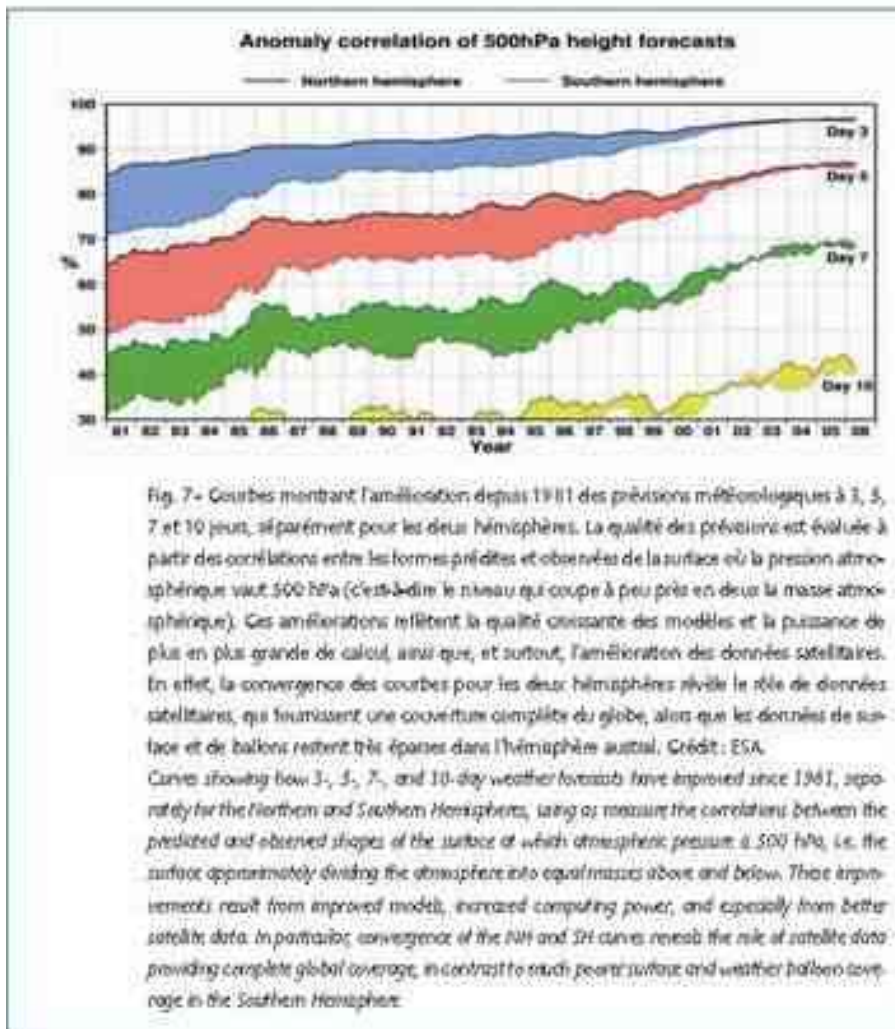 Anomaly correlation of 500hPa height forecasts
Northern hemisphere Southern hemisphere
100
90
80
70
60
50
40
30
%
Day 3
Day 5
Day 7
Day 10
81 82 83 84 85 86 87 88 89 90 91 92 93 94 95 96 97 98 99 00 01 02 03 04 05 06
Year
Fig. 7 – Courbes montrant l'amélioration depuis 1981 des prévisions météorologiques à 3, 5,
7 et 10 jours, séparément pour les deux hémisphères. La qualité des prévisions est évaluée à
partir des corrélations entre les formes prédites et observées de la surface où la pression atmo-
sphérique vaut 500 hPa (c'est-à-dire le niveau qui coupe à peu près en deux la masse atmo-
sphérique). Ces améliorations reflètent la qualité croissante des modèles et la puissance de
plus en plus grande de calcul, ainsi que, et surtout, l'amélioration des données satellitaires.
En effet, la convergence des courbes pour les deux hémisphères révèle le rôle de données
satellitaires, qui fournissent une couverture complète du globe, alors que les données de sur-
face et de ballons restent très éparses dans l'hémisphère austral. Crédit : ESA.
Curves showing how 3-, 5-, 7-, and 10-day weather forecasts have improved since 1981, sepa-
rately for the Northern and Southern Hemispheres, using as measure the correlations between the
predicted and observed shapes of the surface at which atmospheric pressure is 500 hPa, i.e. the
surface approximately dividing the atmosphere into equal masses above and below. These impro-
vements result from improved models, increased computing power, and especially from better
satellite data. In particular, convergence of the NH and SH curves reveals the role of satellite data
providing complete global coverage, in contrast to much poorer surface and weather balloon cove-
rage in the Southern Hemisphere